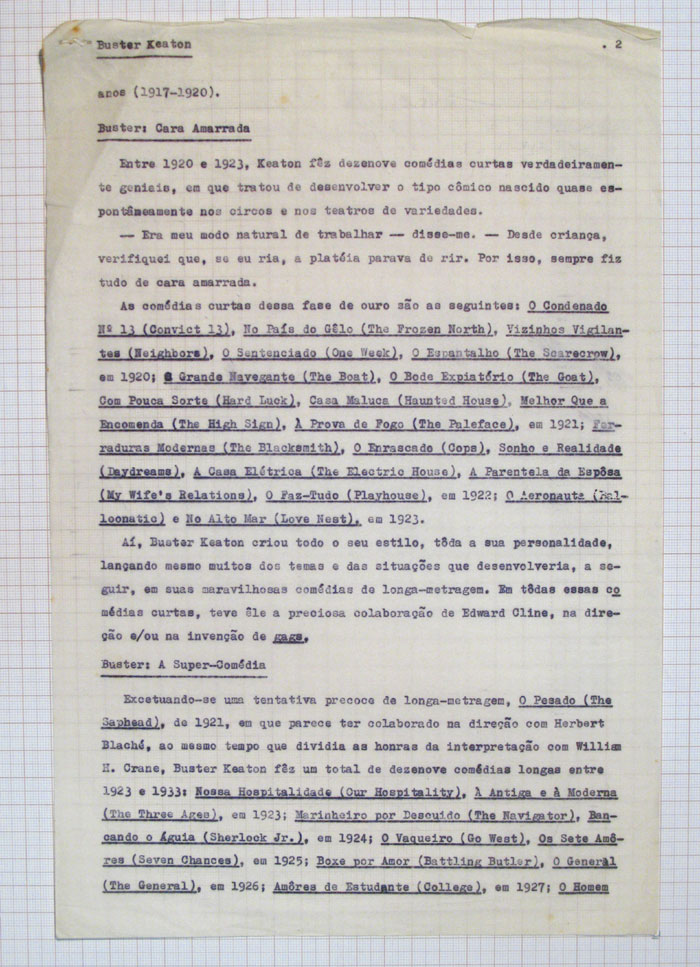 Buster Keaton . 2
anos (1917-1920).
Buster: Cara Amarrada
Entre 1920 e 1923, Keaton fêz dezenove comédias curtas verdadeiramen-
te geniais, em que tratou de desenvolver o tipo cômico nascido quase es-
pontâneamente nos circos e nos teatros de variedades.
— Era meu modo natural de trabalhar — disse-me. — Desde criança,
verifiquei que, se eu ria, a platéia parava de rir. Por isso, sempre fiz
tudo de cara amarrada.
As comédias curtas dessa fase de ouro são as seguintes: O Condenado
Nº 13 (Convict 13), No País do Gêlo (The Frozen North), Vizinhos Vigilan-
tes (Neighbors), O Sentenciado (One Week), O Espantalho (The Scarecrow),
em 1920; O Grande Navegante (The Boat), O Bode Expiatório (The Goat),
Com Pouca Sorte (Hard Luck), Casa Maluca (Haunted House), Melhor Que a
Encomenda (The High Sign), À Prova de Fogo (The Paleface), em 1921; Fer-
raduras Modernas (The Blacksmith), O Enrascado (Cops), Sonho e Realidade
(Daydreams), A Casa Elétrica (The Electric House), A Parentela da Espôsa
(My Wife's Relations), O Faz-Tudo (Playhouse), em 1922; O Aeronauta (Bal-
loonatic) e No Alto Mar (Love Nest), em 1923.
Aí, Buster Keaton criou todo o seu estilo, tôda a sua personalidade,
lançando mesmo muitos dos temas e das situações que desenvolveria, a se-
guir, em suas maravilhosas comédias de longa-metragem. Em tôdas essas co
médias curtas, teve êle a preciosa colaboração de Edward Cline, na dire-
ção e/ou na invenção de gags.
Buster: A Super-Comédia
Excetuando-se uma tentativa precoce de longa-metragem, O Pesado (The
Saphead), de 1921, em que parece ter colaborado na direção com Herbert
Blaché, ao mesmo tempo que dividia as honras da interpretação com William
H. Crane, Buster Keaton fêz um total de dezenove comédias longas entre
1923 e 1933: Nossa Hospitalidade (Our Hospitality), À Antiga e à Moderna
(The Three Ages), em 1923; Marinheiro por Descuido (The Navigator), Ban-
cando o Águia (Sherlock Jr.), em 1924; O Vaqueiro (Go West), Os Sete Amô-
res (Seven Chances), em 1925; Boxe por Amor (Battling Butler), O General
(The General), em 1926; Amôres de Estudante (College), em 1927; O Homem